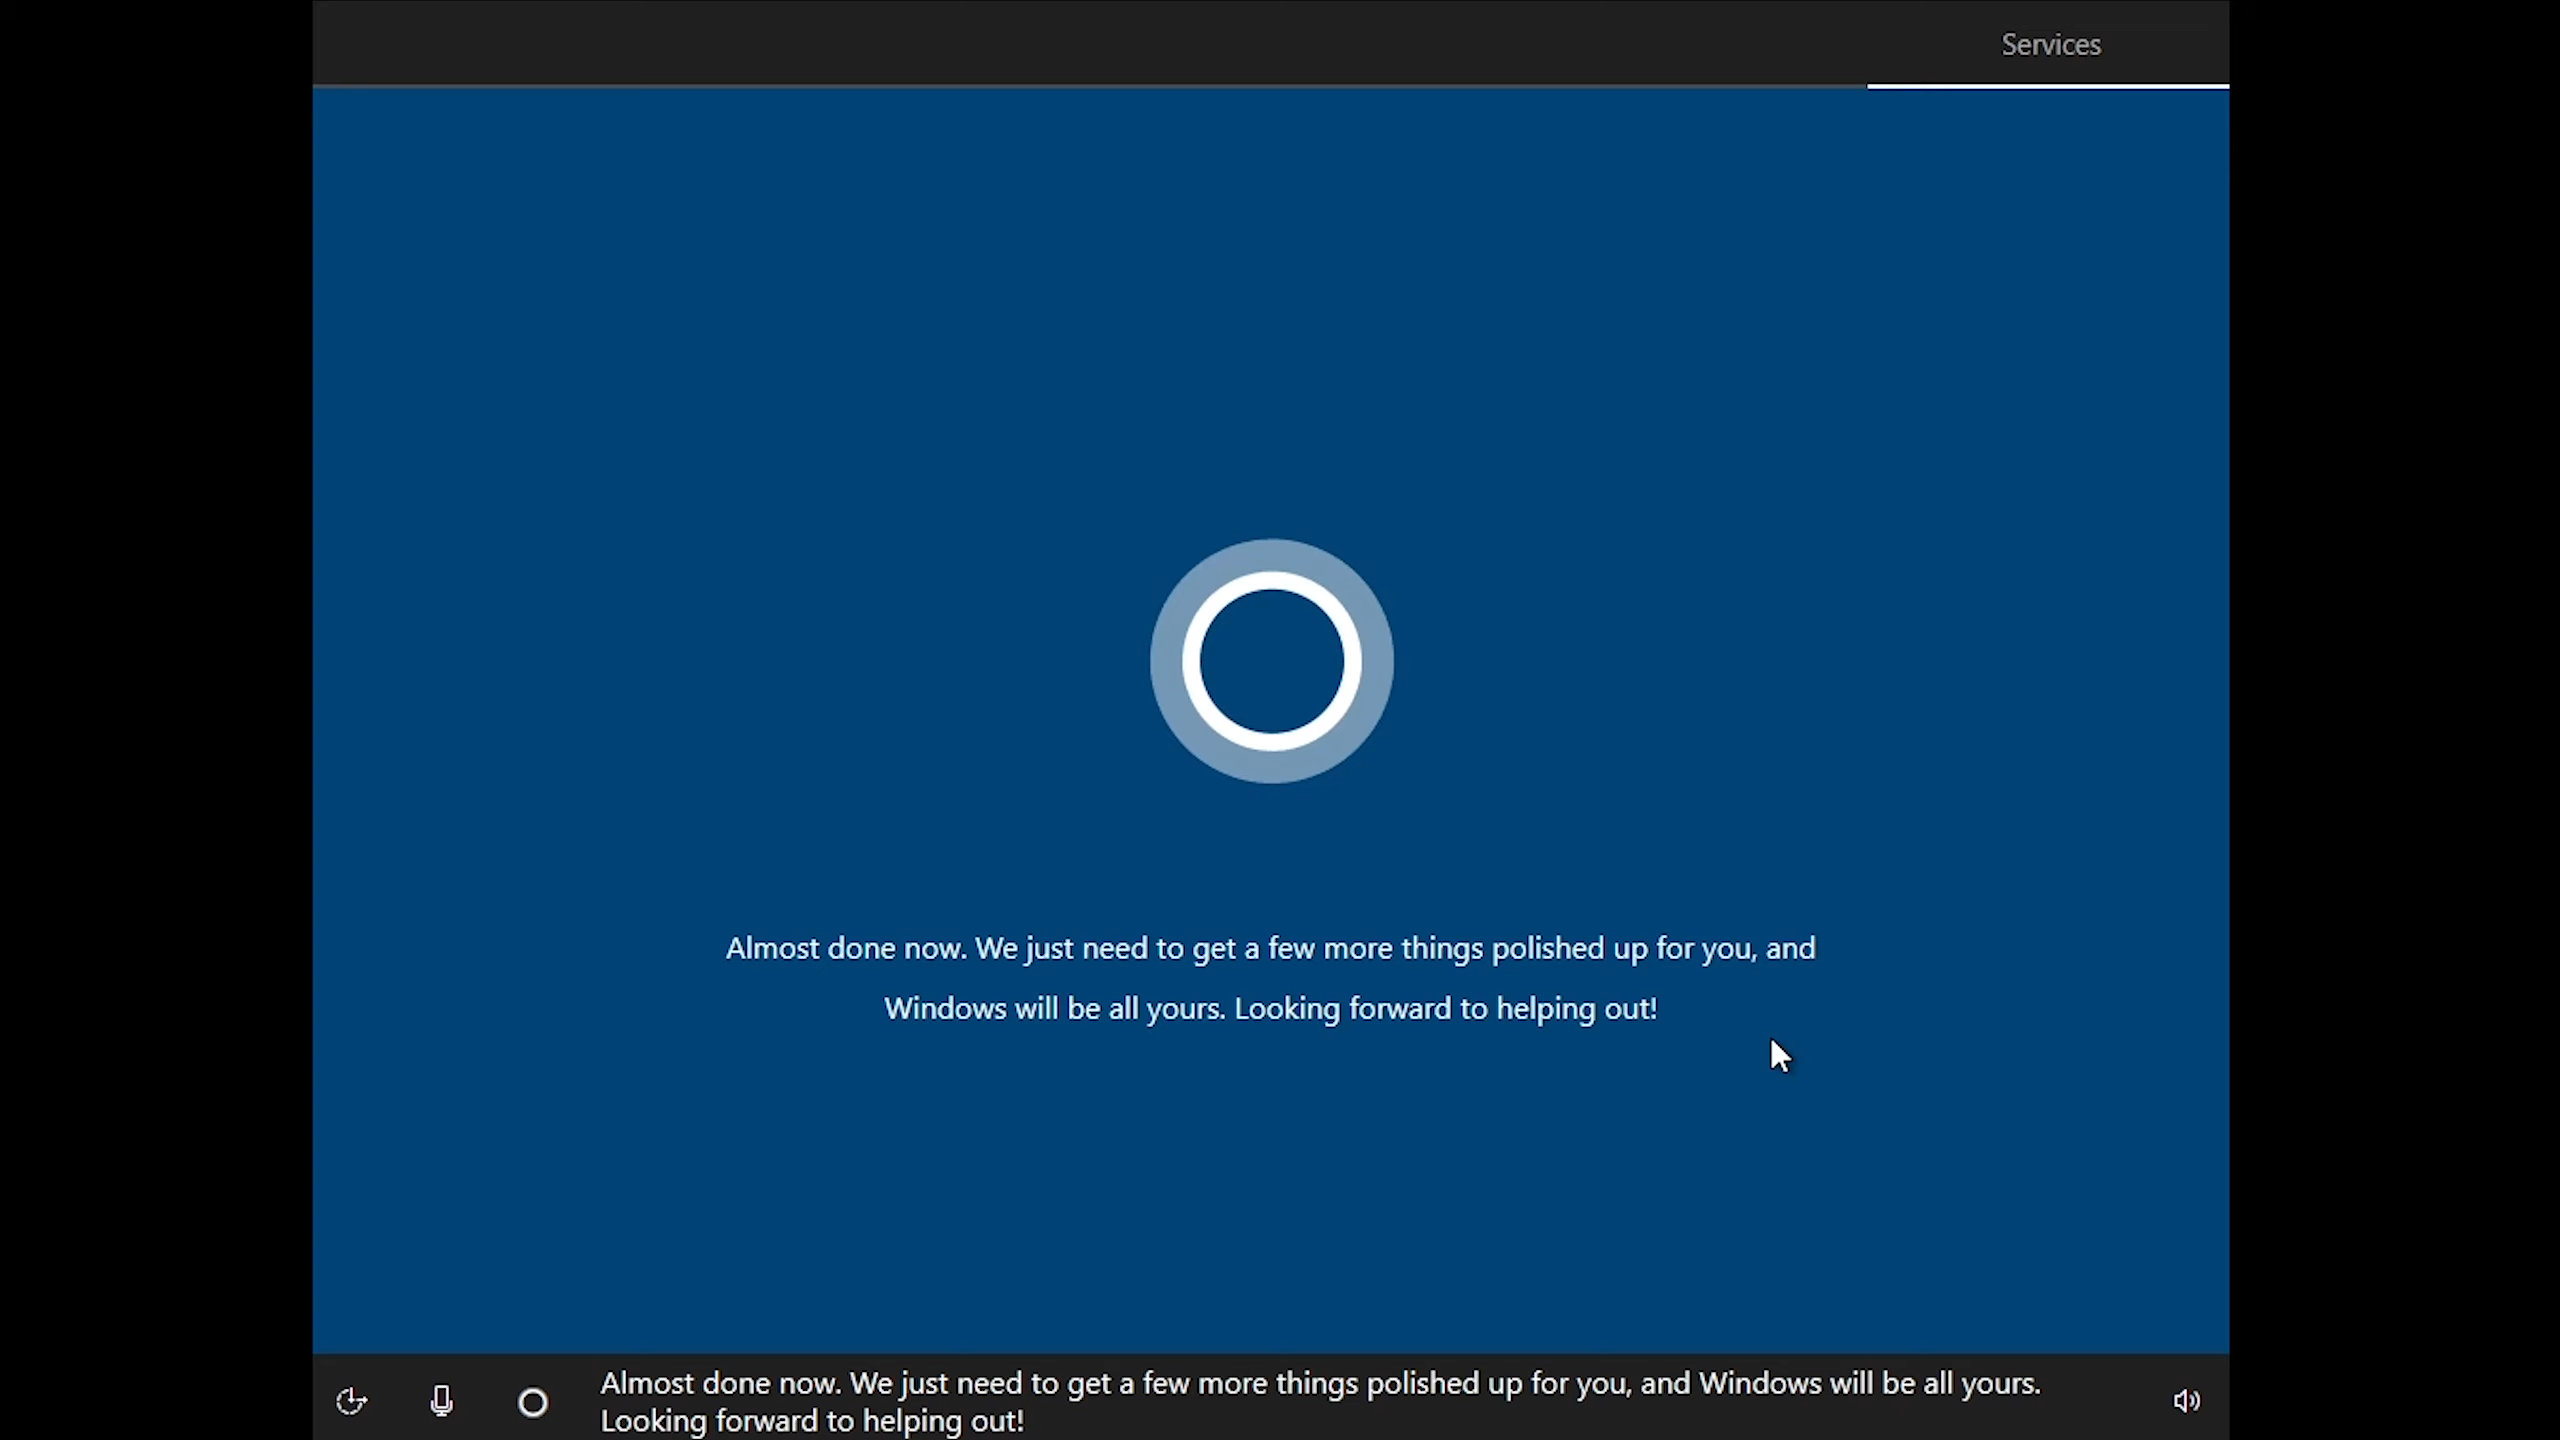 Services
Almost done now. We just need to get a few more things polished up for you, and
Windows will be all yours. Looking forward to helping out!
Almost done now. We just need to get a few more things polished up for you, and Windows will be all yours.
Looking forward to helping out!